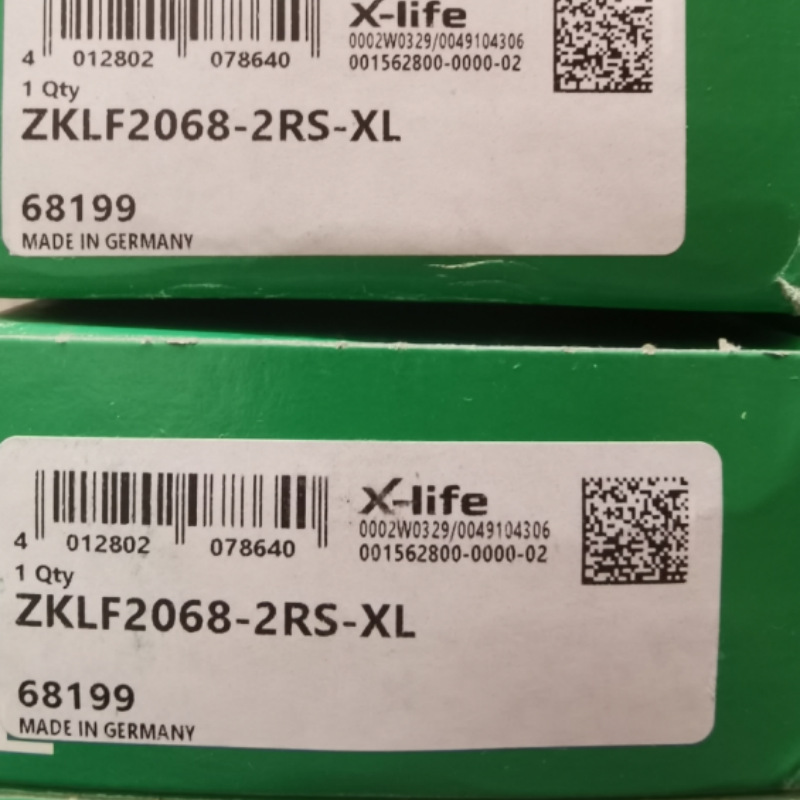 X-life
0002W0329/0049104306
001562800-0000-02
4 012802 078640
1 Qty
ZKLF2068-2RS-XL
68199
MADE IN GERMANY
X-life
0002W0329/0049104306
001562800-0000-02
4 012802 078640
1 Qty
ZKLF2068-2RS-XL
68199
MADE IN GERMANY